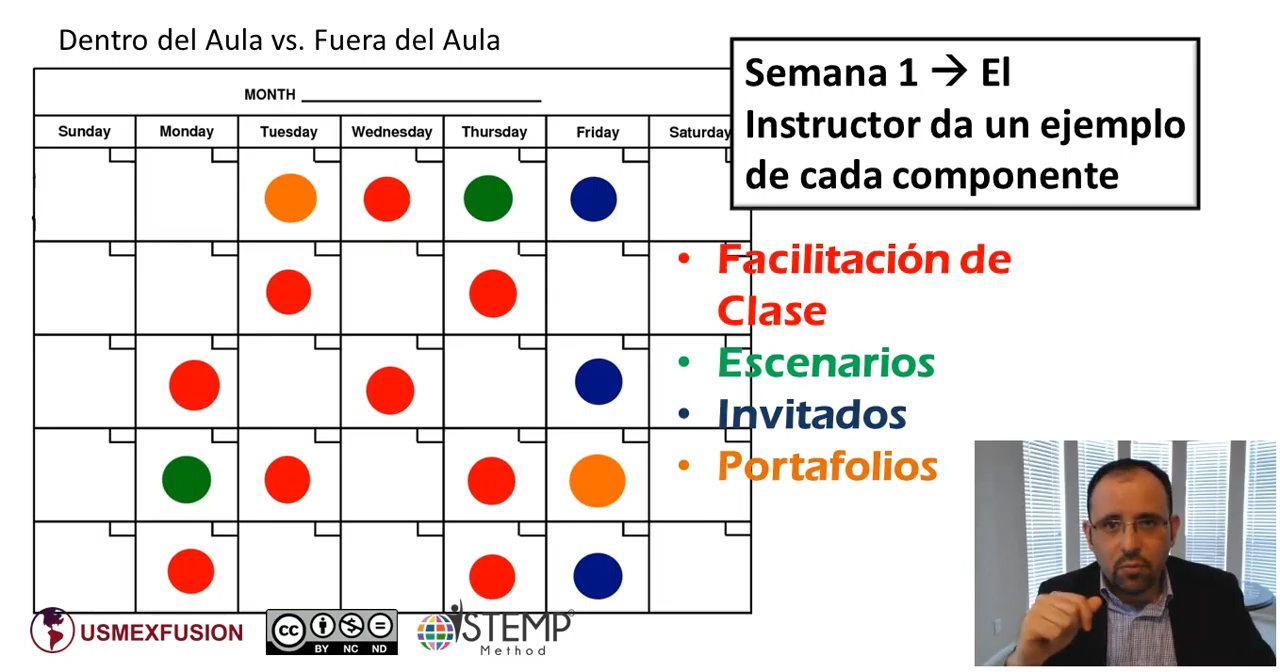 Dentro del Aula vs. Fuera del Aula
MONTH
Sunday Monday Tuesday Wednesday Thursday Friday Saturday
Semana 1 → El
Instructor da un ejemplo
de cada componente
• Facilitación de
Clase
• Escenarios
• Invitados
• Portafolios
USMEXFUSION
cc BY NC ND
STEMP®
Method